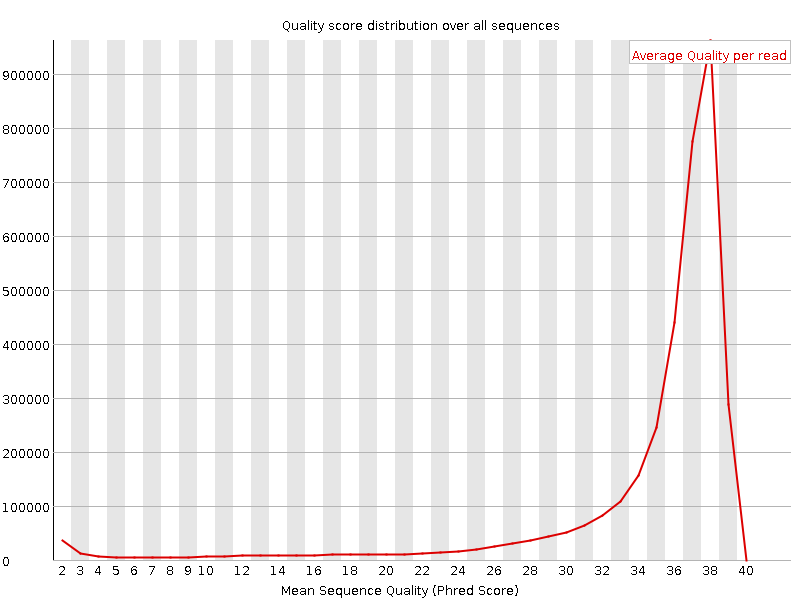 Quality score distribution over all sequences
Average Quality per read
900000
800000
700000
600000
500000
400000
300000
200000
100000
0
2 3 4 5 6 7 8 9 10 12 14 16 18 20 22 24 26 28 30 32 34 36 38 40
Mean Sequence Quality (Phred Score)